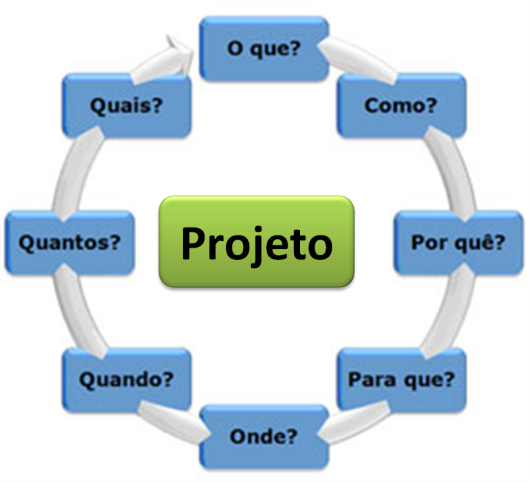 O que?
Como?
Por quê?
Para que?
Onde?
Quando?
Quantos?
Quais?
Projeto